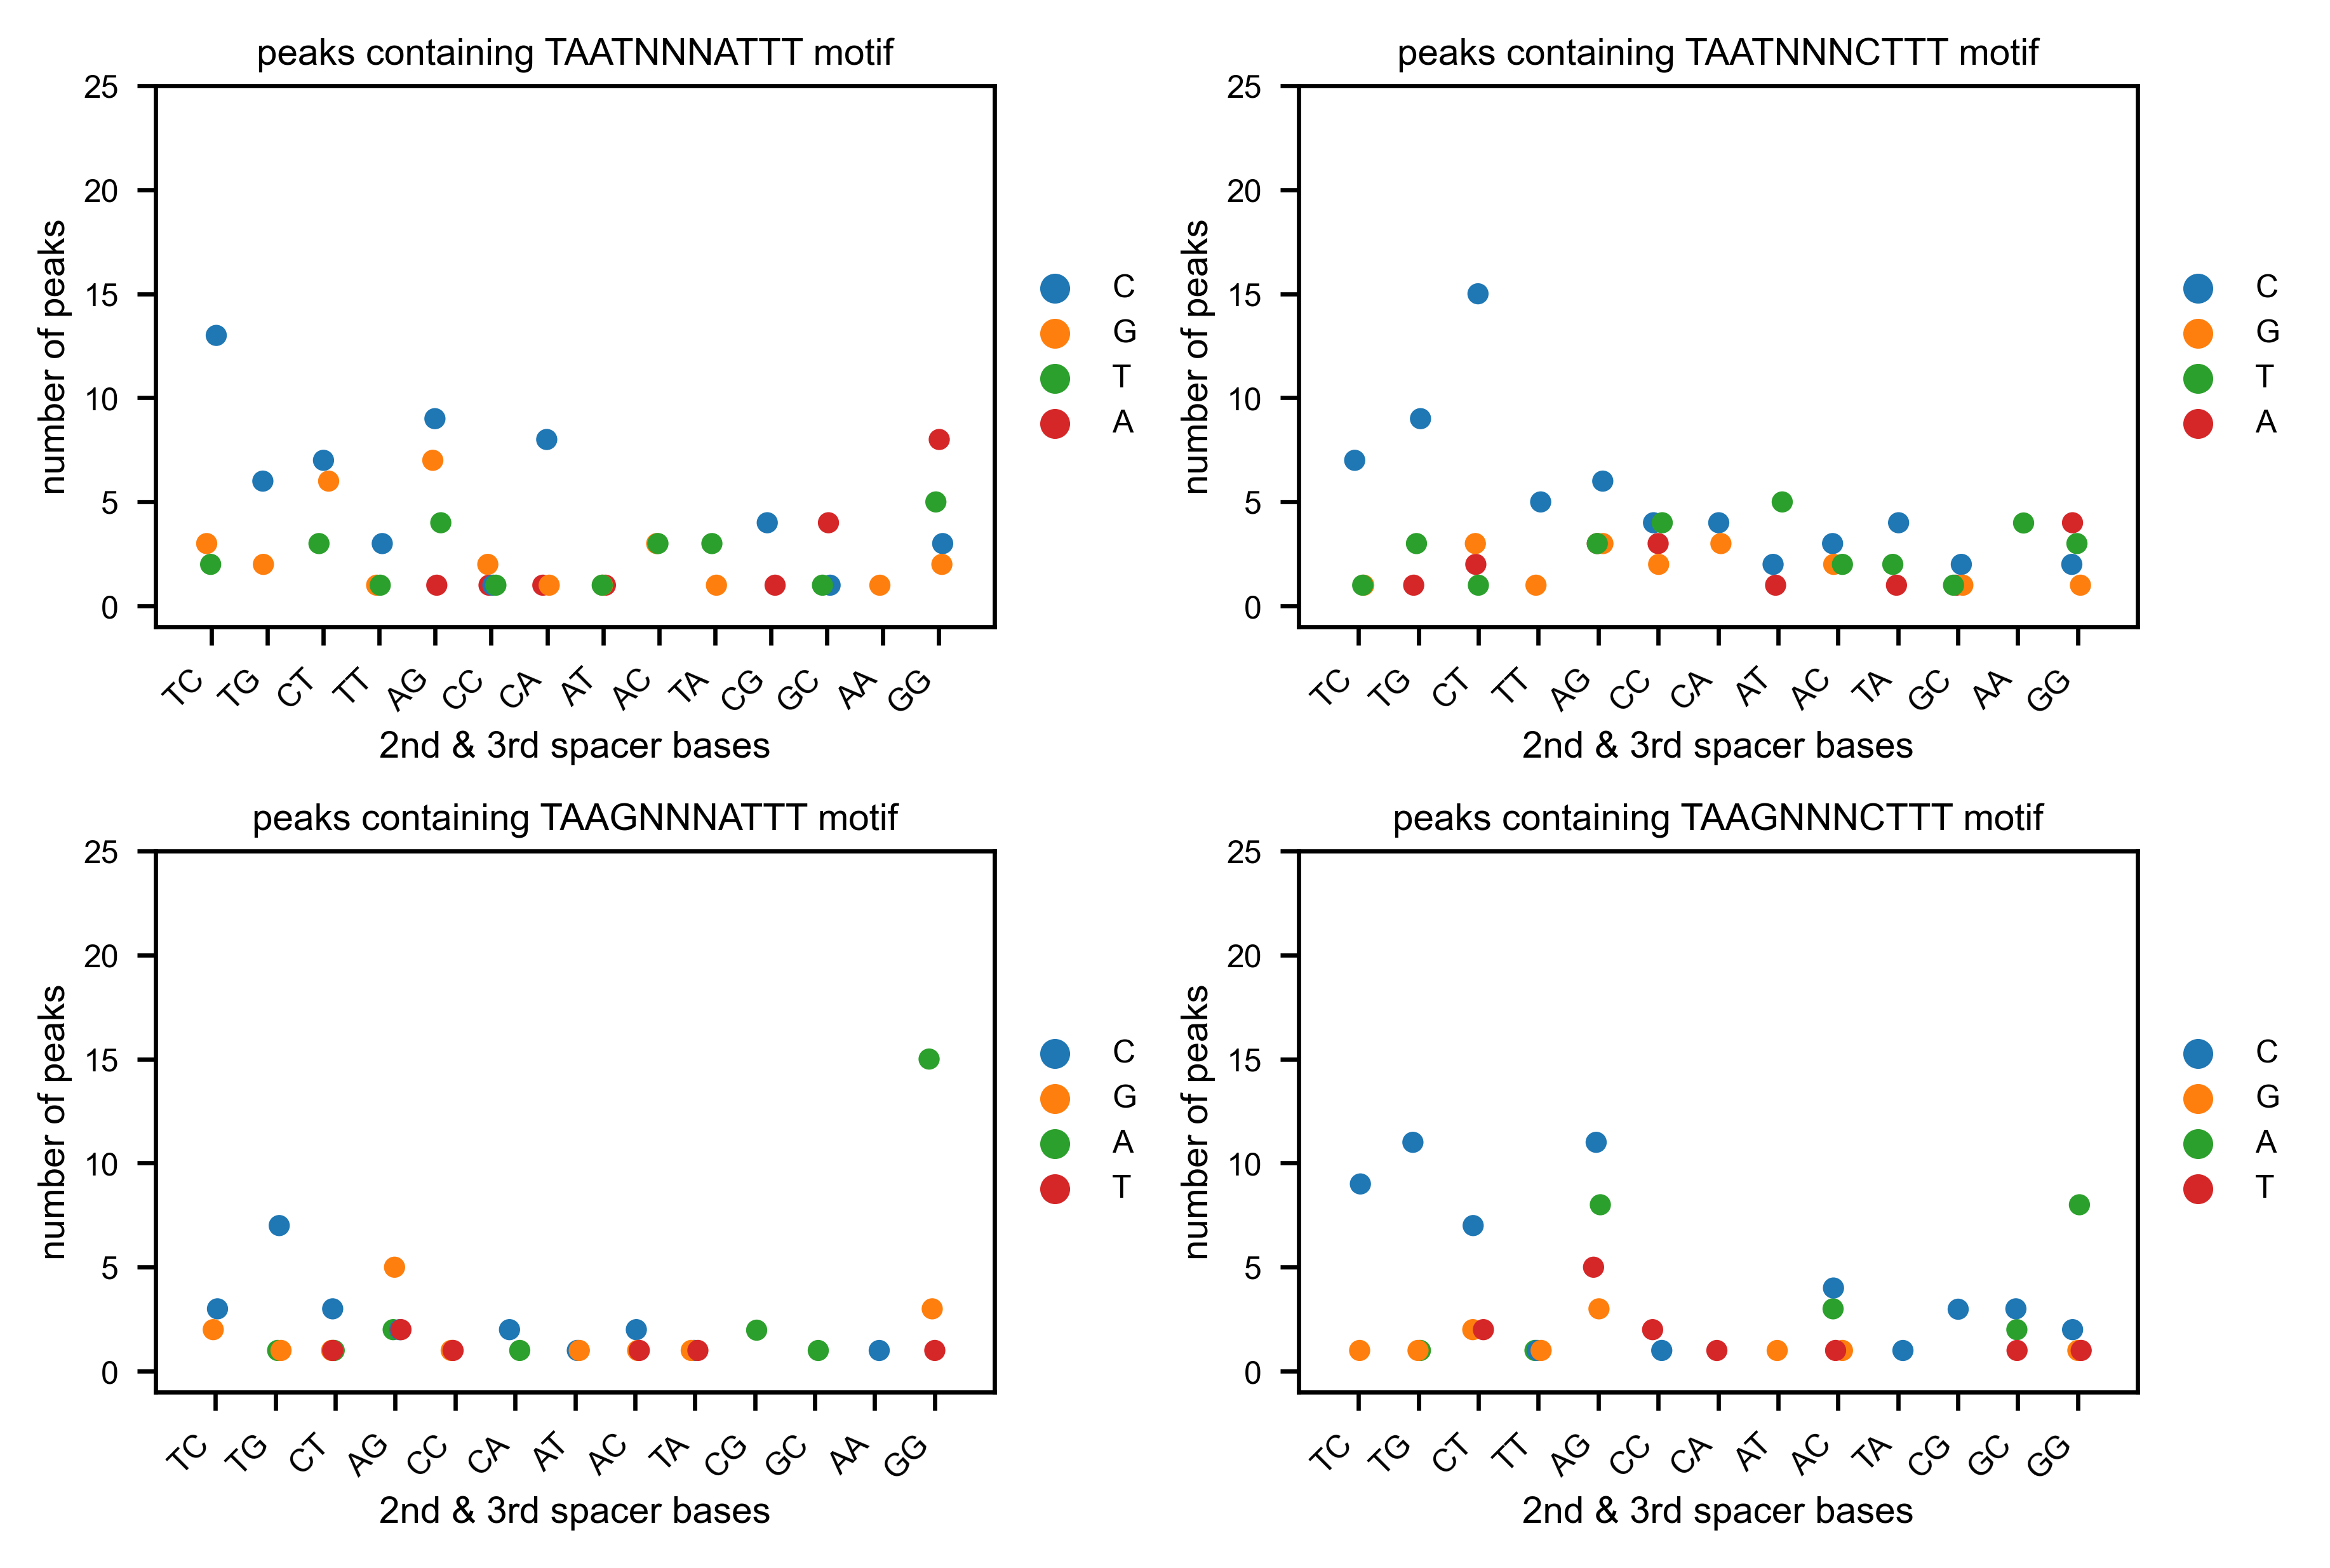 peaks containing TAATNNNATTT motif
25
20
15
10
5
0
number of peaks
TC TG CT TT AG CC CA AT AC TA CG GC AA GG
2nd & 3rd spacer bases
C
G
T
A
peaks containing TAATNNNCTTT motif
25
20
15
10
5
0
number of peaks
TC TG CT TT AG CC CA AT AC TA GC AA GG
2nd & 3rd spacer bases
C
G
T
A
peaks containing TAAGNNNATTT motif
25
20
15
10
5
0
number of peaks
TC TG CT AG CC CA AT AC TA CG GC AA GG
2nd & 3rd spacer bases
C
G
A
T
peaks containing TAAGNNNCTTT motif
25
20
15
10
5
0
number of peaks
TC TG CT TT AG CC CA AT AC TA CG GC GG
2nd & 3rd spacer bases
C
G
A
T